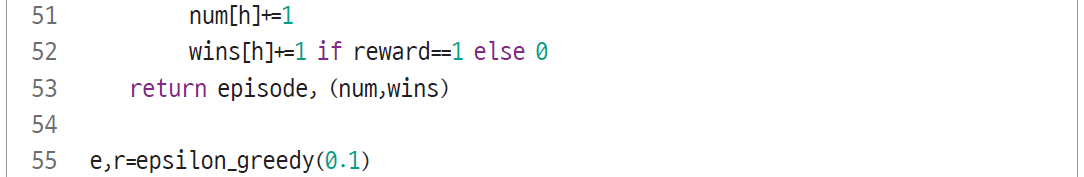 51 num[h]+=1
52 wins[h]+=1 if reward==1 else 0
53 return episode, (num,wins)
54
55 e,r=epsilon_greedy(0.1)